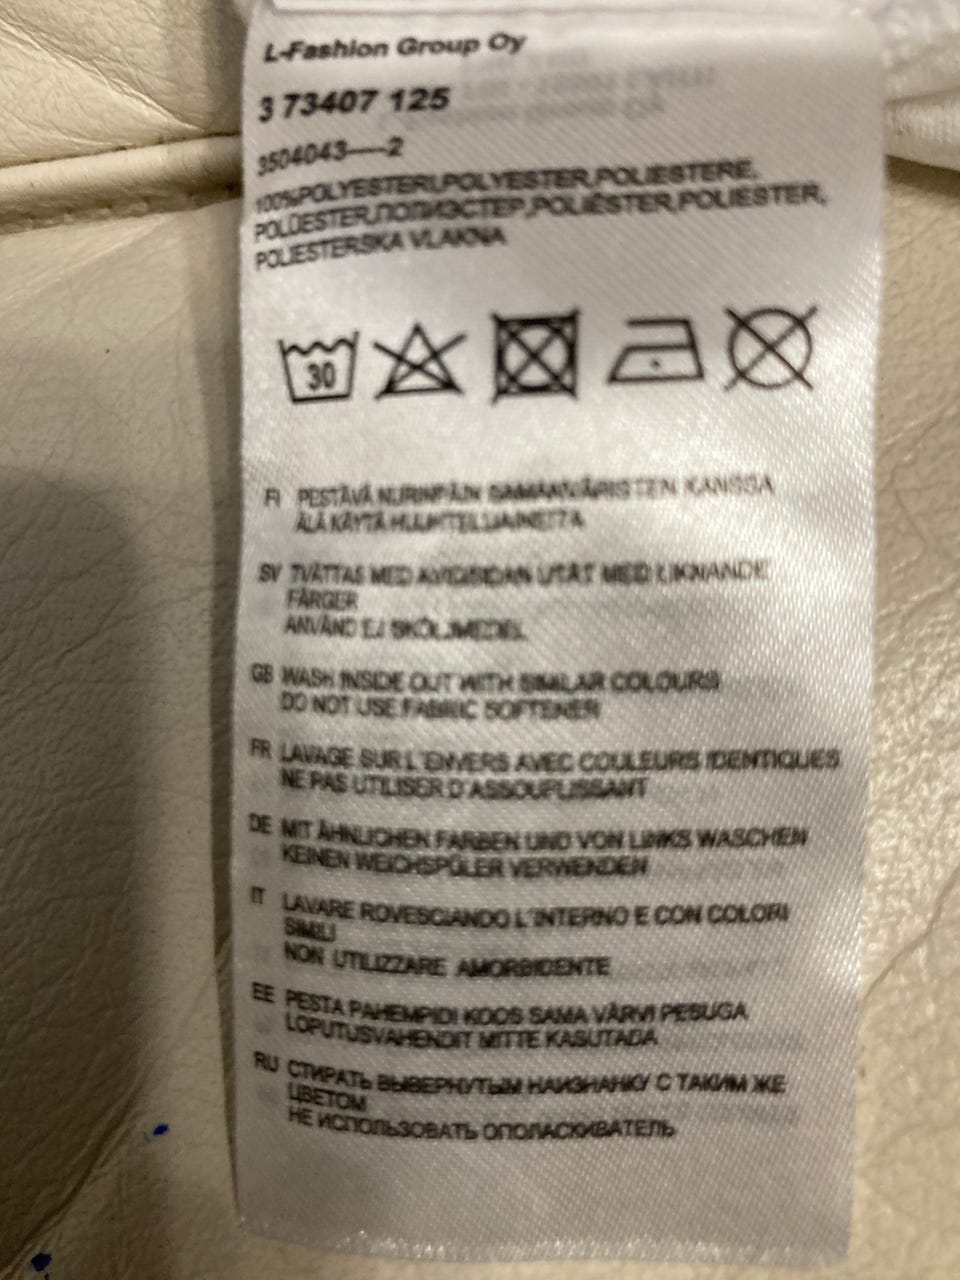 L-Fashion Group Oy
3 73407 125
3504043----2
100%POLYESTERI,POLYESTER,POLIESTERE,
POLÜESTER,ПОЛИЭСТЕР,POLIÉSTER,POLIESTER,
POLIESTERSKA VLAKNA
30
FI PESTÄVÄ NURINPÄIN SAMANVÄRISTEN KANSSA
ÄLÄ KÄYTÄ HUUHTELUAINETTA
SV TVÄTTAS MED AVIGSIDAN UTÅT MED LIKNANDE
FÄRGER
ANVÄND EJ SKÖLJMEDEL
GB WASH INSIDE OUT WITH SIMILAR COLOURS
DO NOT USE FABRIC SOFTENER
FR LAVAGE SUR L'ENVERS AVEC COULEURS IDENTIQUES
NE PAS UTILISER D'ASSOUPLISSANT
DE MIT ÄHNLICHEN FARBEN UND VON LINKS WASCHEN
KEINEN WEICHSPÜLER VERWENDEN
IT LAVARE ROVESCIANDO L'INTERNO E CON COLORI
SIMILI
NON UTILIZZARE AMORBIDENTE
EE PESTA PAHEMPIDI KOOS SAMA VÄRVI PESUGA
LOPUTUSVAHENDIT MITTE KASUTADA
RU СТИРАТЬ ВЫВЕРНУТЫМ НАИЗНАНКУ С ТАКИМ ЖЕ
ЦВЕТОМ
НЕ ИСПОЛЬЗОВАТЬ ОПОЛАСКИВАТЕЛЬ